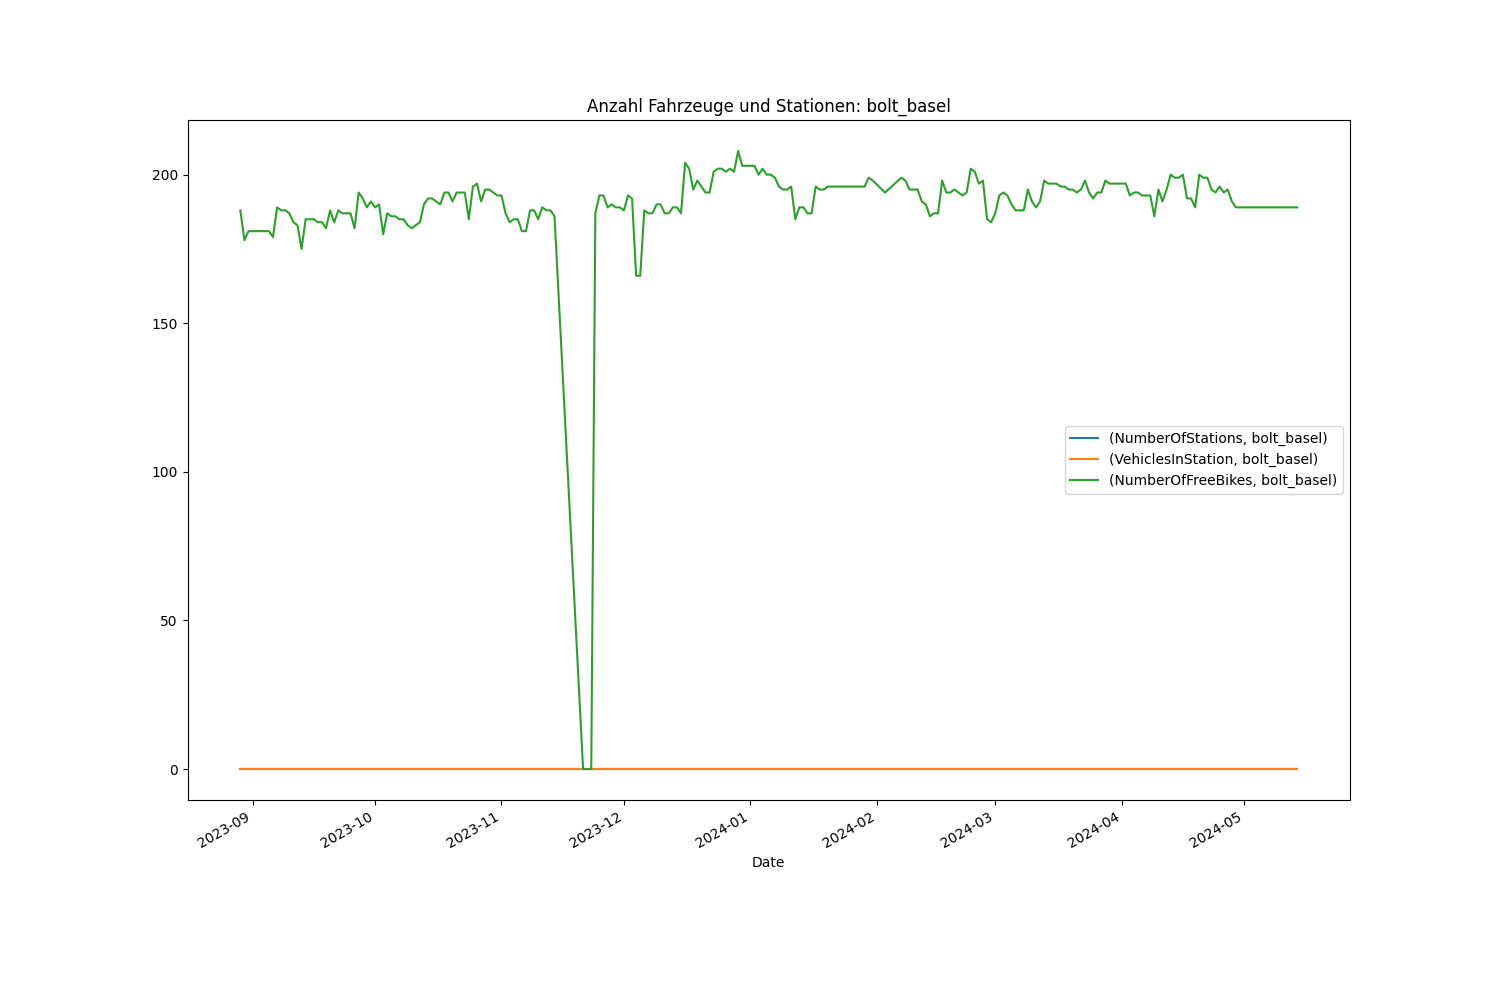 Anzahl Fahrzeuge und Stationen: bolt_basel
200
150
100
50
0
(NumberOfStations, bolt_basel)
(VehiclesInStation, bolt_basel)
(NumberOfFreeBikes, bolt_basel)
2023-09
2023-10
2023-11
2023-12
2024-01
2024-02
2024-03
2024-04
2024-05
Date